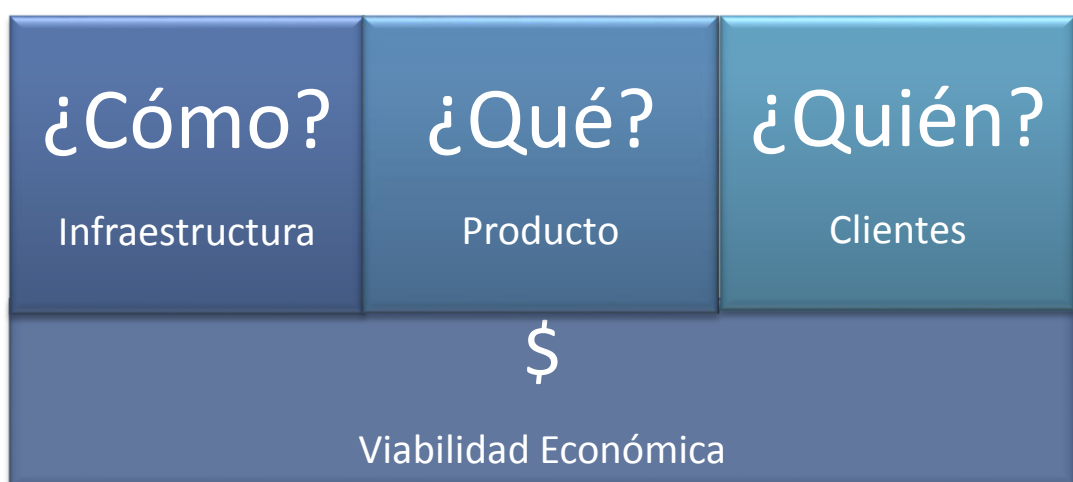 ¿Cómo?
Infraestructura
¿Qué?
Producto
¿Quién?
Clientes
$
Viabilidad Económica